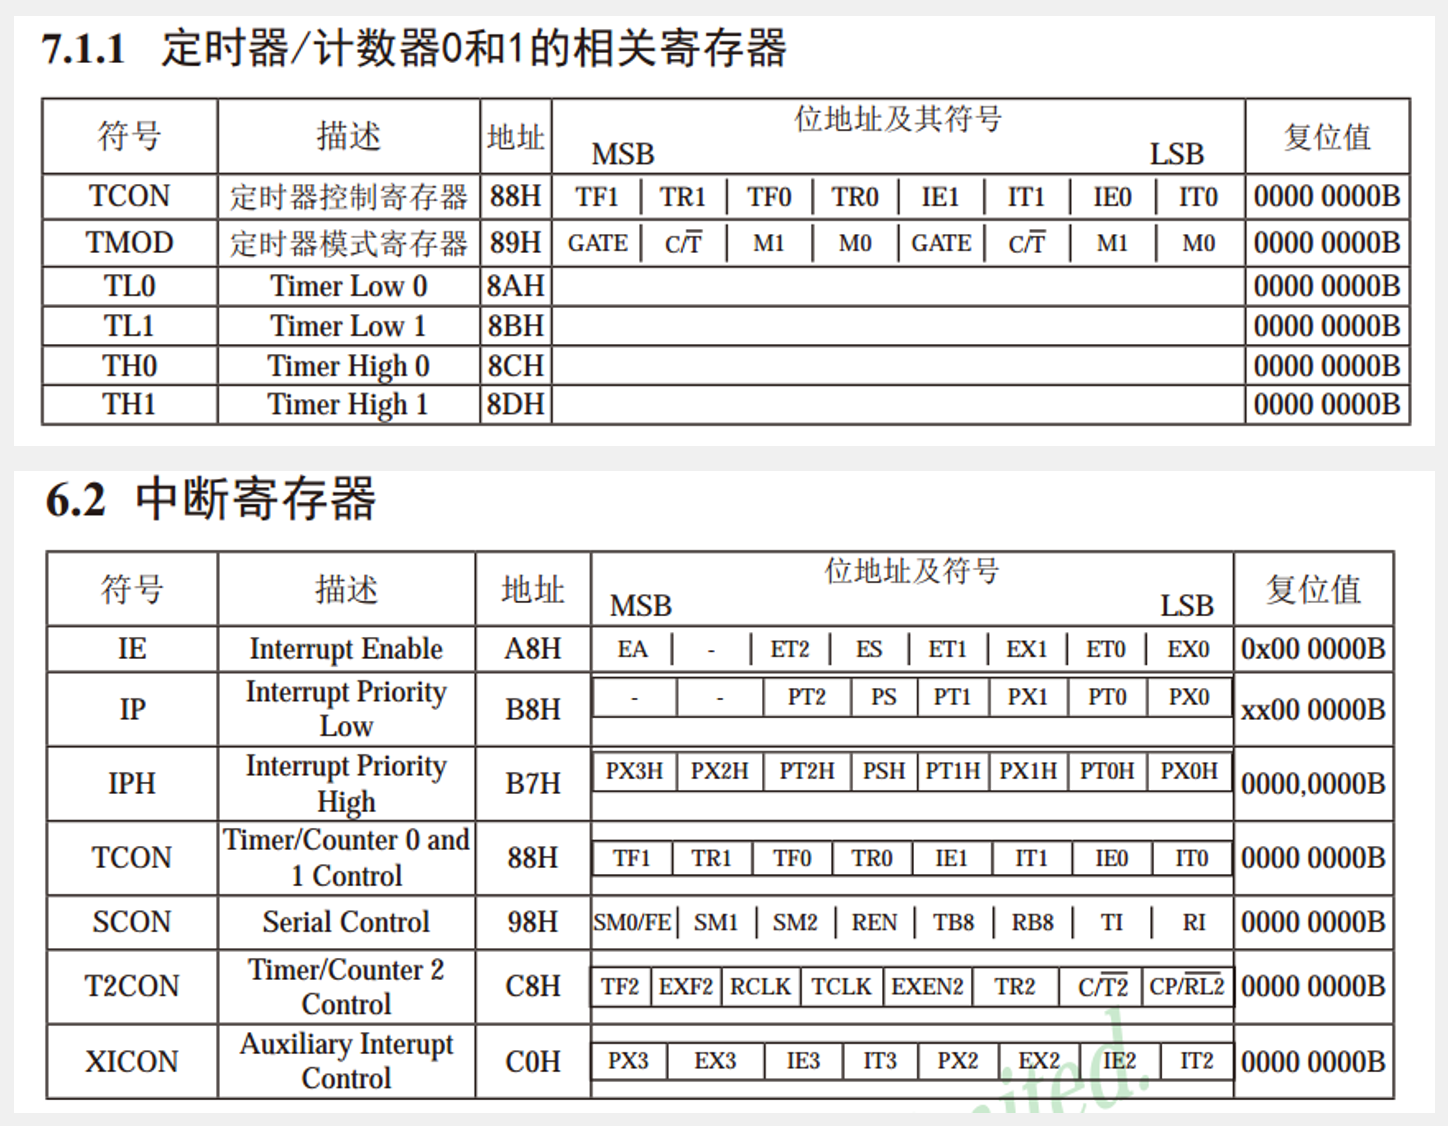 7.1.1 定时器/计数器0和1的相关寄存器
符号 描述 地址 位地址及其符号 MSB LSB 复位值
TCON 定时器控制寄存器 88H TF1 TR1 TF0 TR0 IE1 IT1 IE0 IT0 0000 0000B
TMOD 定时器模式寄存器 89H GATE C/T̅ M1 M0 GATE C/T̅ M1 M0 0000 0000B
TL0 Timer Low 0 8AH 0000 0000B
TL1 Timer Low 1 8BH 0000 0000B
TH0 Timer High 0 8CH 0000 0000B
TH1 Timer High 1 8DH 0000 0000B
6.2 中断寄存器
符号 描述 地址 位地址及符号 MSB LSB 复位值
IE Interrupt Enable A8H EA - ET2 ES ET1 EX1 ET0 EX0 0x00 0000B
IP Interrupt Priority Low B8H - - PT2 PS PT1 PX1 PT0 PX0 xx00 0000B
IPH Interrupt Priority High B7H PX3H PX2H PT2H PSH PT1H PX1H PT0H PX0H 0000,0000B
TCON Timer/Counter 0 and 1 Control 88H TF1 TR1 TF0 TR0 IE1 IT1 IE0 IT0 0000 0000B
SCON Serial Control 98H SM0/FE SM1 SM2 REN TB8 RB8 TI RI 0000 0000B
T2CON Timer/Counter 2 Control C8H TF2 EXF2 RCLK TCLK EXEN2 TR2 C/T̅2̅ CP/R̅L̅2̅ 0000 0000B
XICON Auxiliary Interupt Control C0H PX3 EX3 IE3 IT3 PX2 EX2 IE2 IT2 0000 0000B